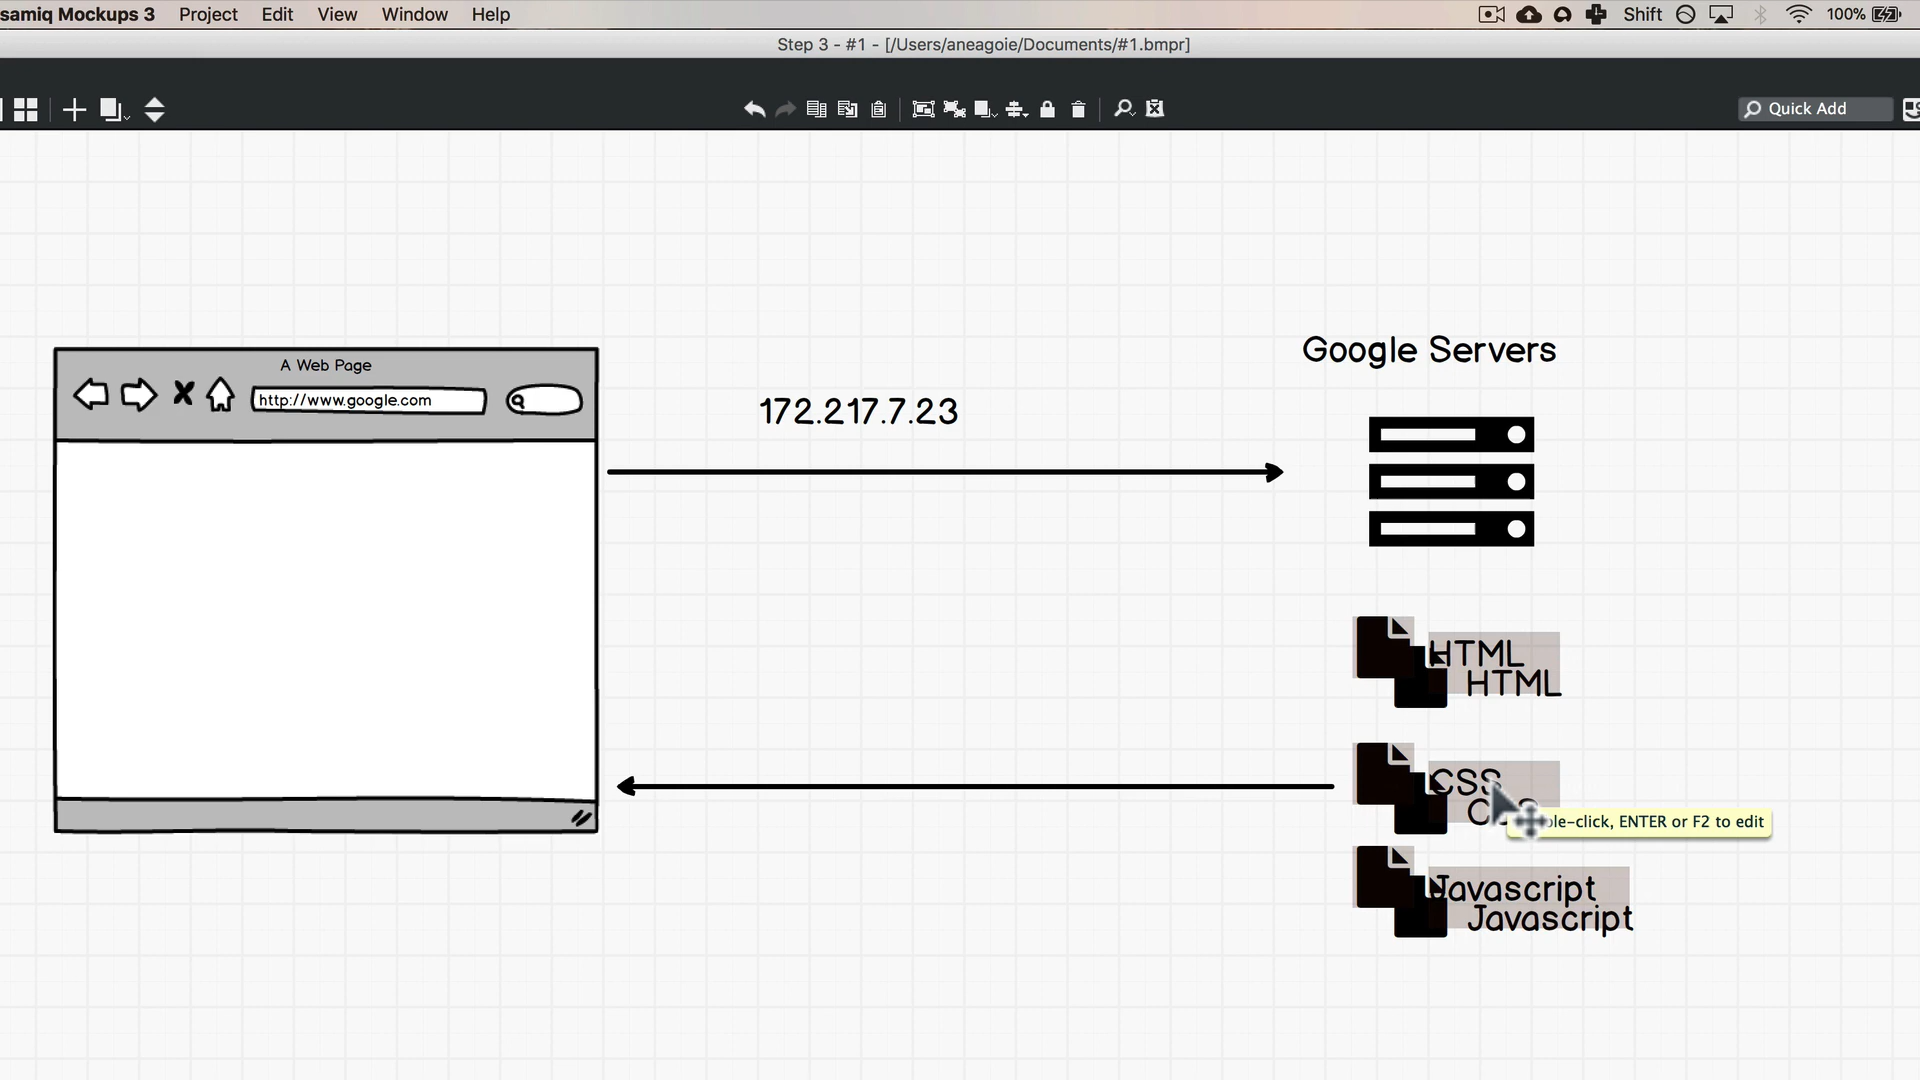 samiq Mockups 3 Project Edit View Window Help Shift 100%
Step 3 - #1 - [/Users/aneagoie/Documents/#1.bmpr]
Quick Add
A Web Page
http://www.google.com
172.217.7.23
Google Servers
HTML
HTML
CSS
ole-click, ENTER or F2 to edit
Javascript
Javascript